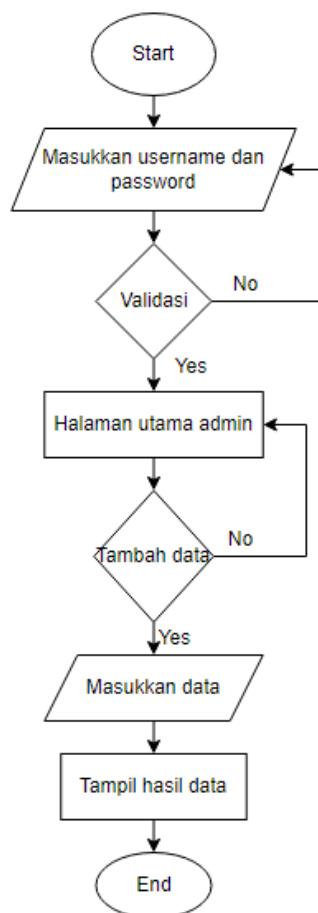 Start
Masukkan username dan
password
Validasi
No
Yes
Halaman utama admin
Tambah data
No
Yes
Masukkan data
Tampil hasil data
End